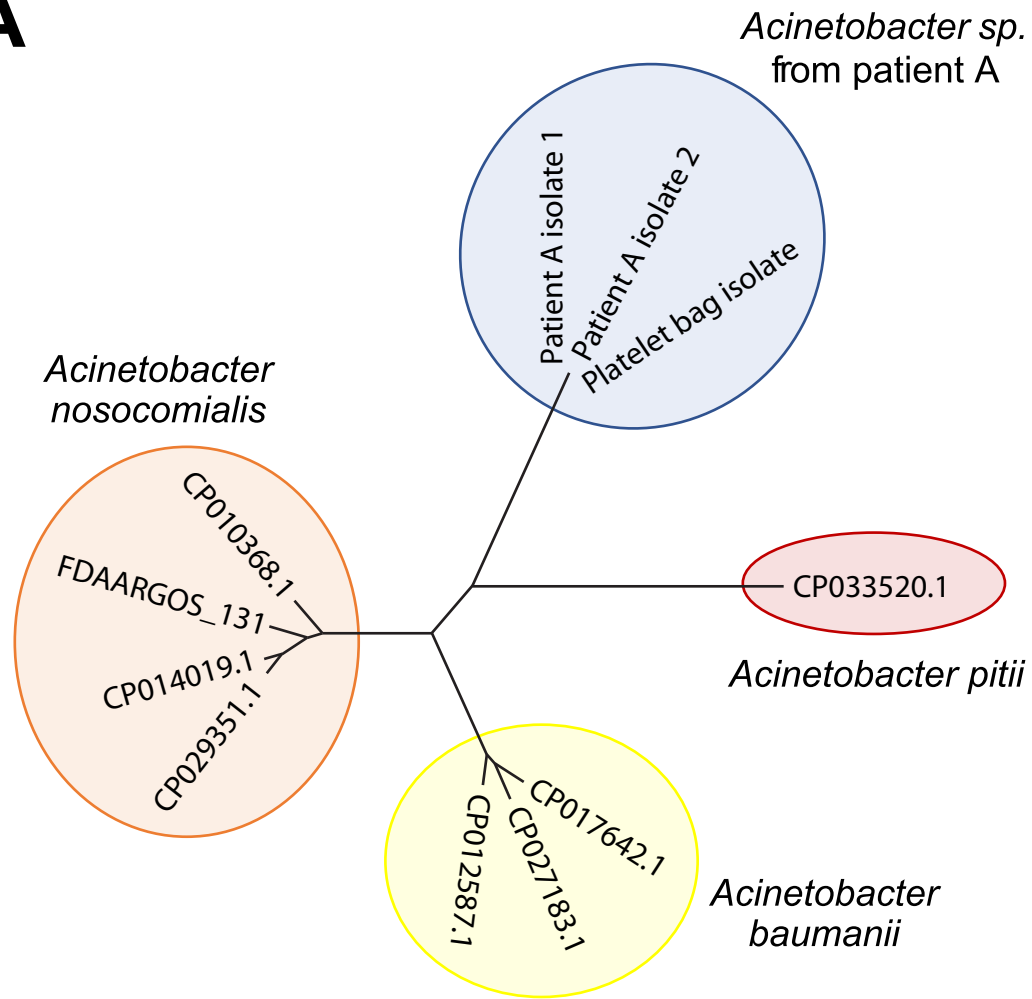 A
Acinetobacter sp.
from patient A
Patient A isolate 1
Patient A isolate 2
Platelet bag isolate
Acinetobacter
nosocomialis
CP010368.1
FDAARGOS_131
CP014019.1
CP029351.1
CP033520.1
Acinetobacter pitii
CP017642.1
CP027183.1
CP012587.1
Acinetobacter
baumanii